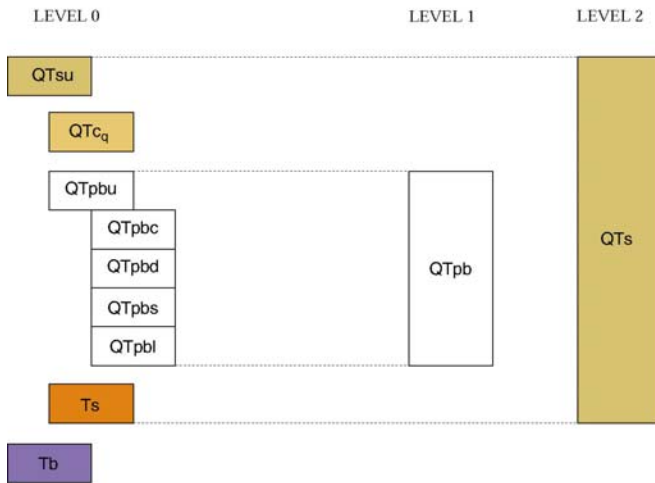 LEVEL 0 LEVEL 1 LEVEL 2
QTsu
QTcq
QTpbu
QTpbc
QTpbd
QTpbs
QTpbl
QTpb
QTs
Ts
Tb